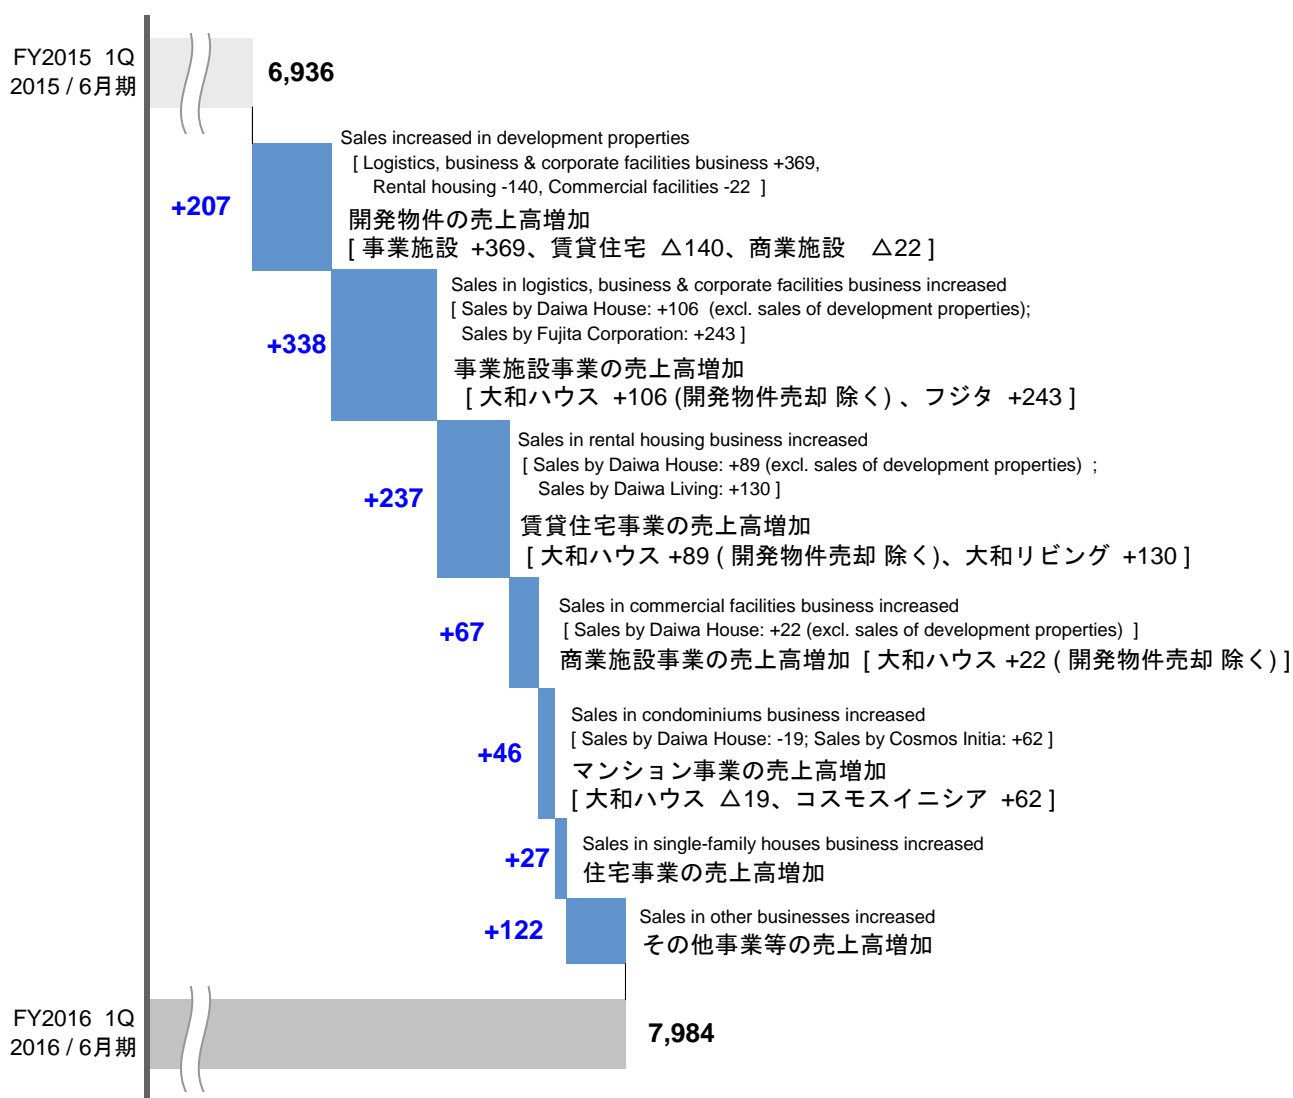 FY2015 1Q
2015 / 6月期
6,936
Sales increased in development properties
[ Logistics, business & corporate facilities business +369,
Rental housing -140, Commercial facilities -22 ]
+207
開発物件の売上高増加
[ 事業施設 +369、賃貸住宅 △140、商業施設 △22 ]
Sales in logistics, business & corporate facilities business increased
[ Sales by Daiwa House: +106 (excl. sales of development properties);
Sales by Fujita Corporation: +243 ]
+338
事業施設事業の売上高増加
[ 大和ハウス +106 (開発物件売却 除く) 、フジタ +243 ]
Sales in rental housing business increased
[ Sales by Daiwa House: +89 (excl. sales of development properties) ;
Sales by Daiwa Living: +130 ]
+237
賃貸住宅事業の売上高増加
[ 大和ハウス +89 ( 開発物件売却 除く)、大和リビング +130 ]
Sales in commercial facilities business increased
[ Sales by Daiwa House: +22 (excl. sales of development properties) ]
+67
商業施設事業の売上高増加 [ 大和ハウス +22 ( 開発物件売却 除く) ]
Sales in condominiums business increased
[ Sales by Daiwa House: -19; Sales by Cosmos Initia: +62 ]
+46
マンション事業の売上高増加
[ 大和ハウス △19、コスモスイニシア +62 ]
Sales in single-family houses business increased
+27
住宅事業の売上高増加
Sales in other businesses increased
+122
その他事業等の売上高増加
FY2016 1Q
2016 / 6月期
7,984